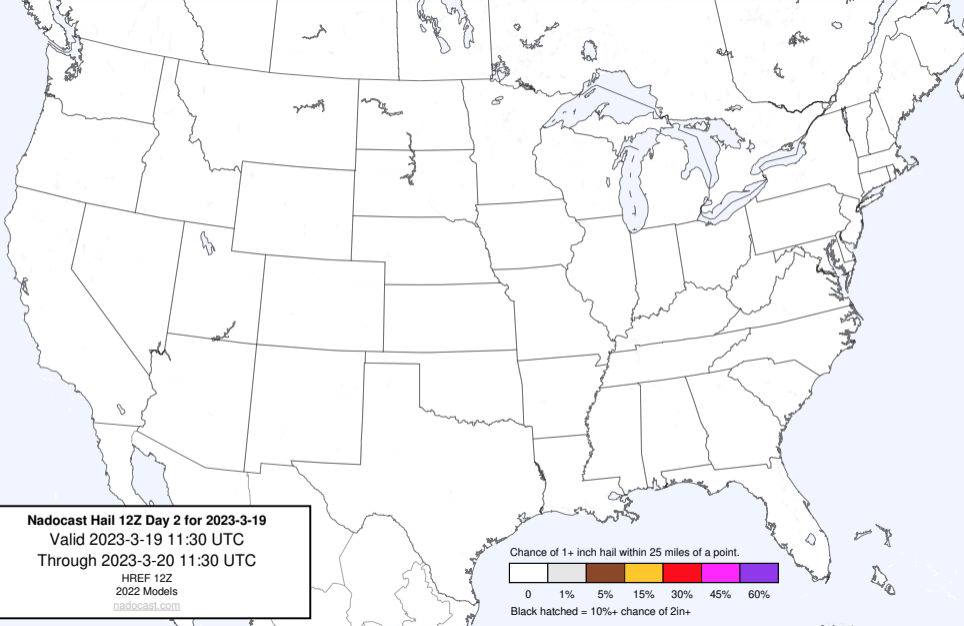 Nadocast Hail 12Z Day 2 for 2023-3-19
Valid 2023-3-19 11:30 UTC
Through 2023-3-20 11:30 UTC
HREF 12Z
2022 Models
nadocast.com
Chance of 1+ inch hail within 25 miles of a point.
0 1% 5% 15% 30% 45% 60%
Black hatched = 10%+ chance of 2in+